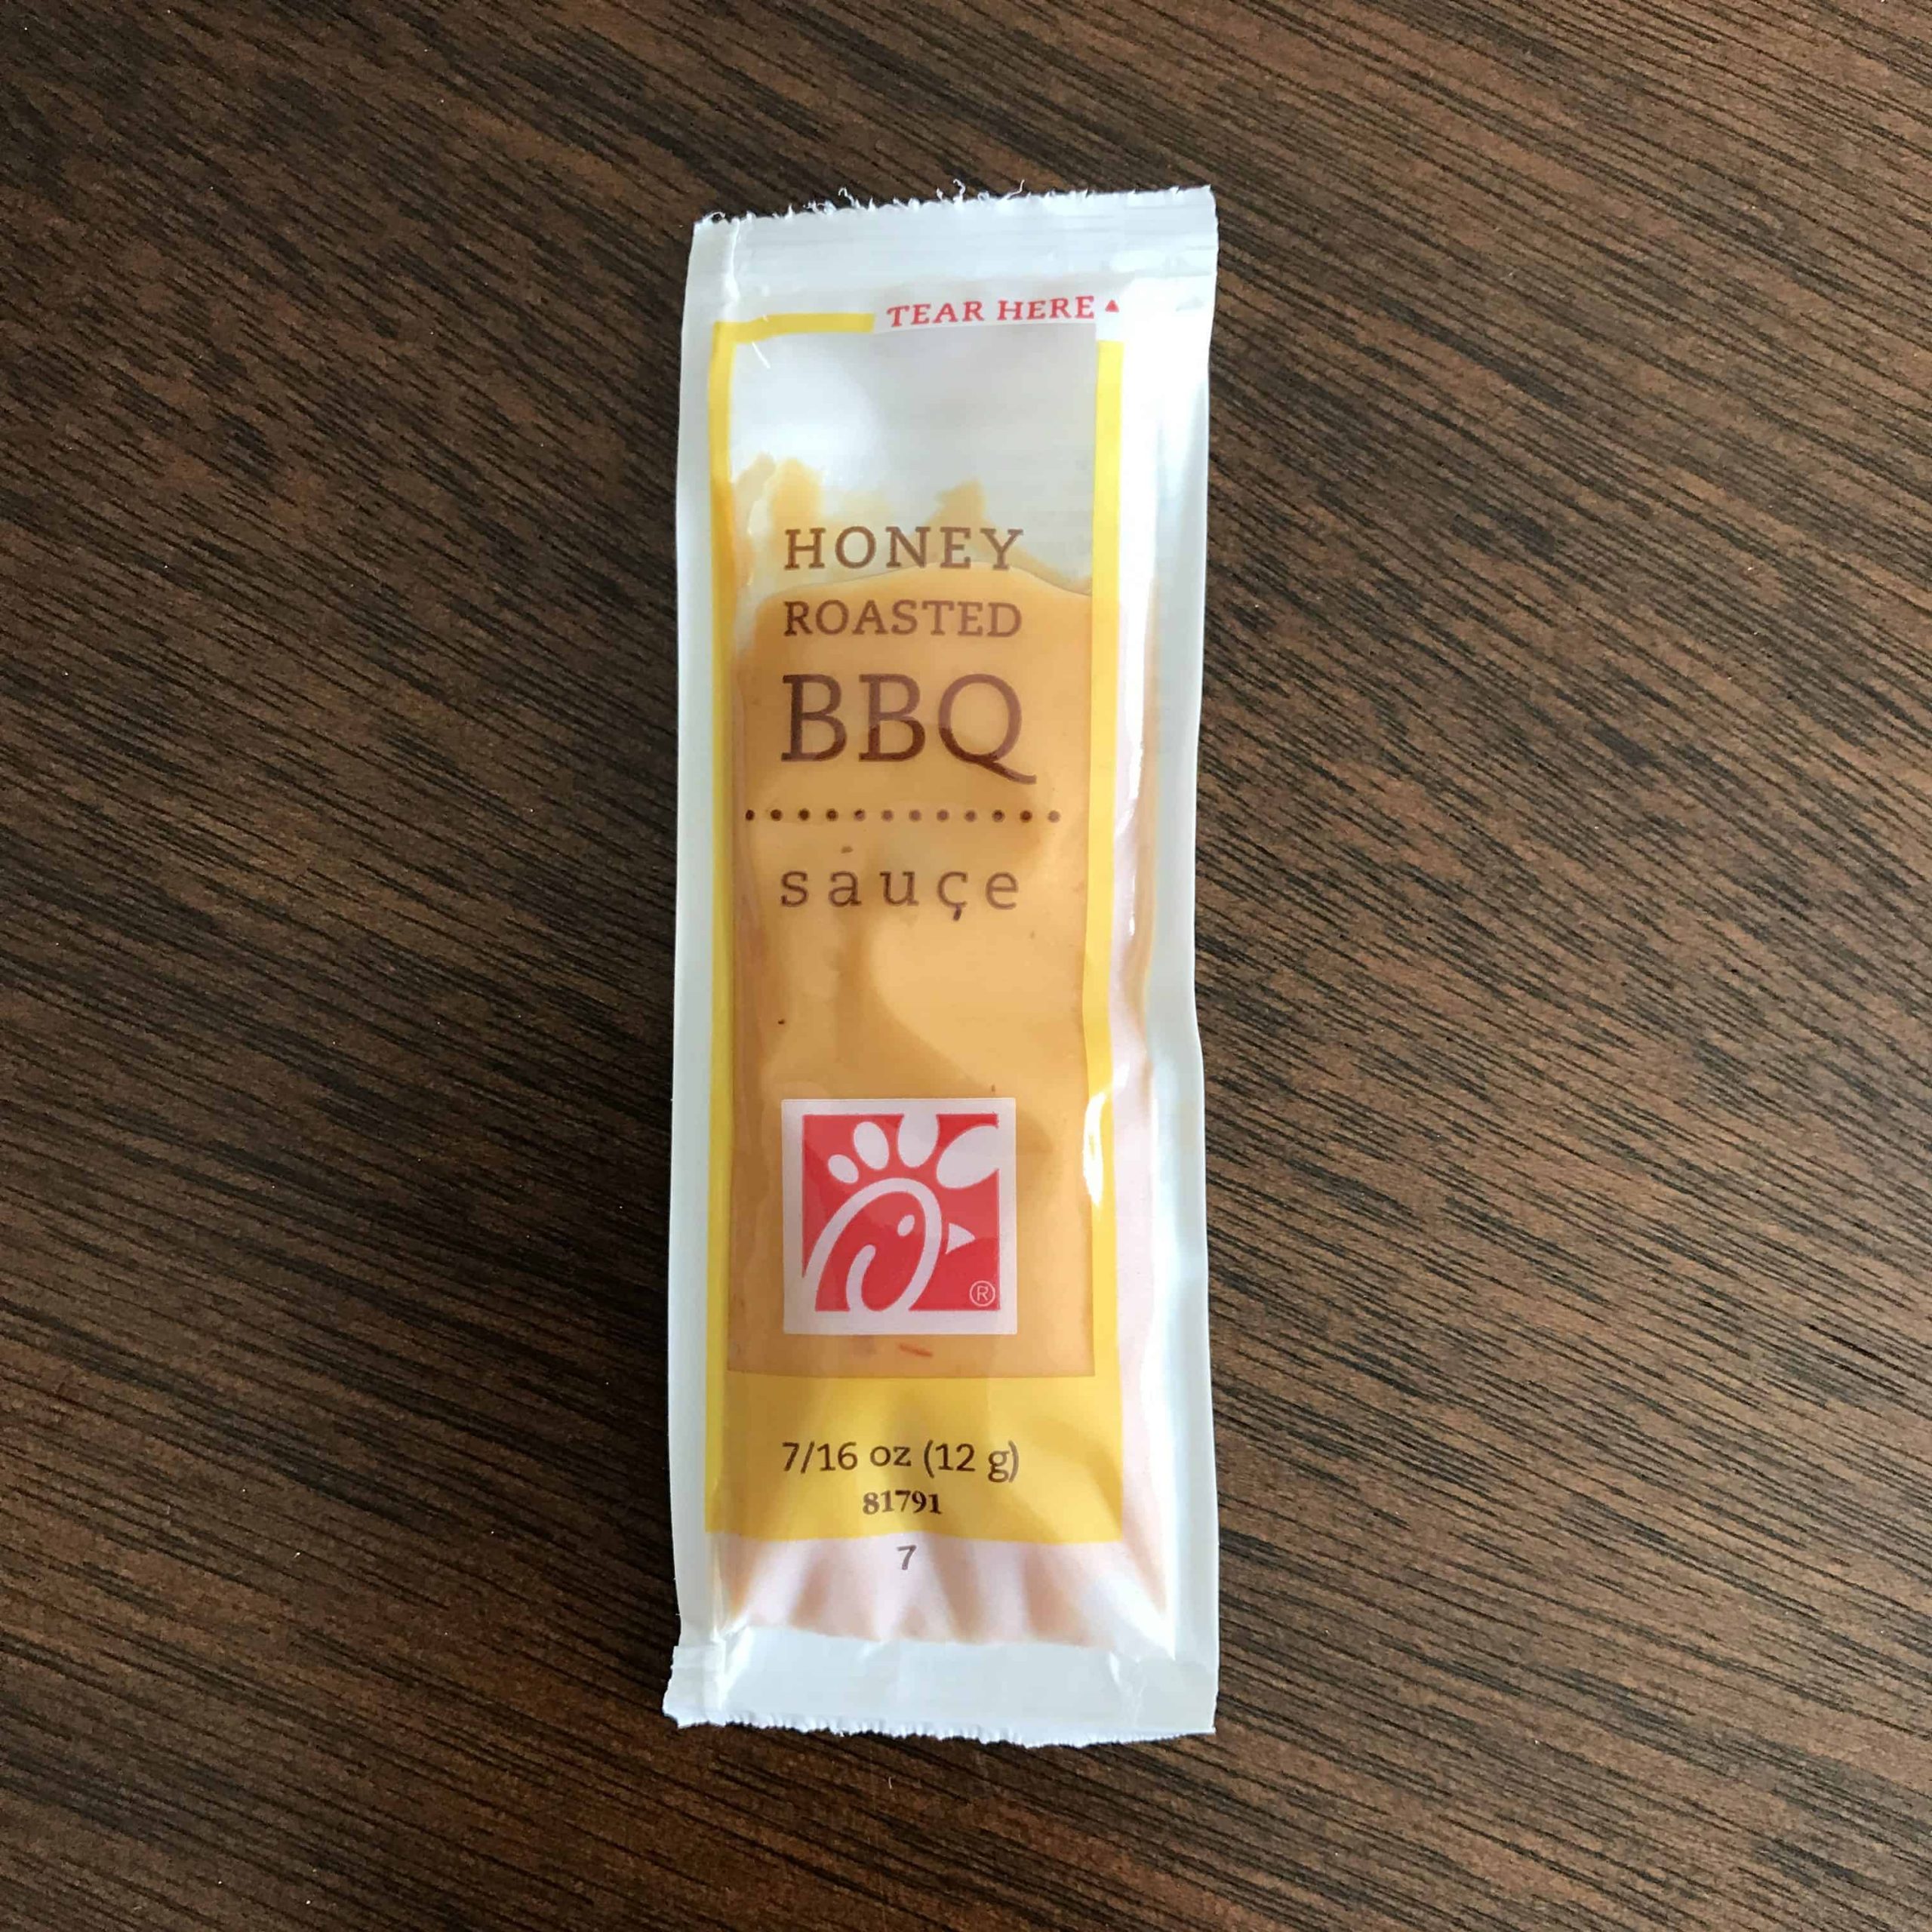 TEAR HERE ▲
HONEY
ROASTED
BBQ
sauce
®
7/16 oz (12 g)
81791
7